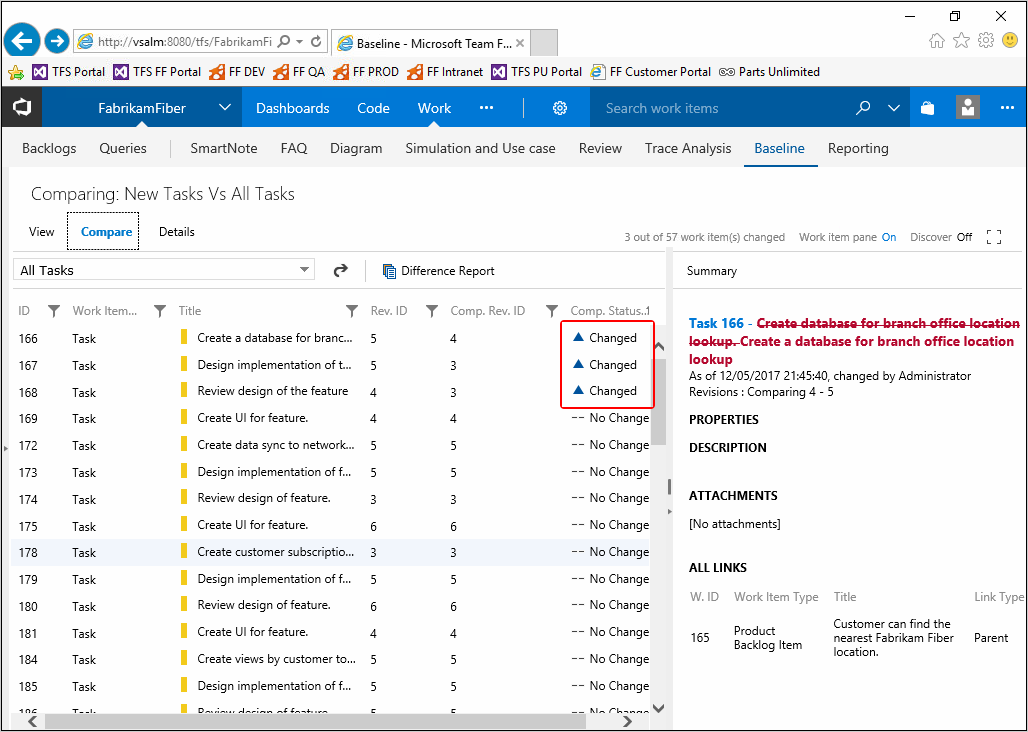 http://vsalm:8080/tfs/FabrikamFi
Baseline - Microsoft Team F...
TFS Portal TFS FF Portal FF DEV FF QA FF PROD FF Intranet TFS PU Portal FF Customer Portal Parts Unlimited
FabrikamFiber Dashboards Code Work Search work items
Backlogs Queries SmartNote FAQ Diagram Simulation and Use case Review Trace Analysis Baseline Reporting
Comparing: New Tasks Vs All Tasks
View Compare Details
3 out of 57 work item(s) changed Work item pane On Discover Off
All Tasks Difference Report
ID Work Item... Title Rev. ID Comp. Rev. ID Comp. Status..
166 Task Create a database for branc... 5 4 Changed
167 Task Design implementation of t... 5 3 Changed
168 Task Review design of the feature 4 3 Changed
169 Task Create UI for feature. 4 4 -- No Change
172 Task Create data sync to network... 5 5 -- No Change
173 Task Design implementation of f... 5 5 -- No Change
174 Task Review design of feature. 3 3 -- No Change
175 Task Create UI for feature. 6 6 -- No Change
178 Task Create customer subscriptio... 3 3 -- No Change
179 Task Design implementation of f... 5 5 -- No Change
180 Task Review design of feature. 6 6 -- No Change
181 Task Create UI for feature. 4 4 -- No Change
184 Task Create views by customer to... 5 5 -- No Change
185 Task Design implementation of f... 5 5 -- No Change
186 Task Review design of feature. 5 5 -- No Change
Summary
Task 166 - Create database for branch office location
lookup. Create a database for branch office location
lookup
As of 12/05/2017 21:45:40, changed by Administrator
Revisions : Comparing 4 - 5
PROPERTIES
DESCRIPTION
ATTACHMENTS
[No attachments]
ALL LINKS
W. ID Work Item Type Title Link Type
165 Product Backlog Item Customer can find the nearest Fabrikam Fiber location. Parent